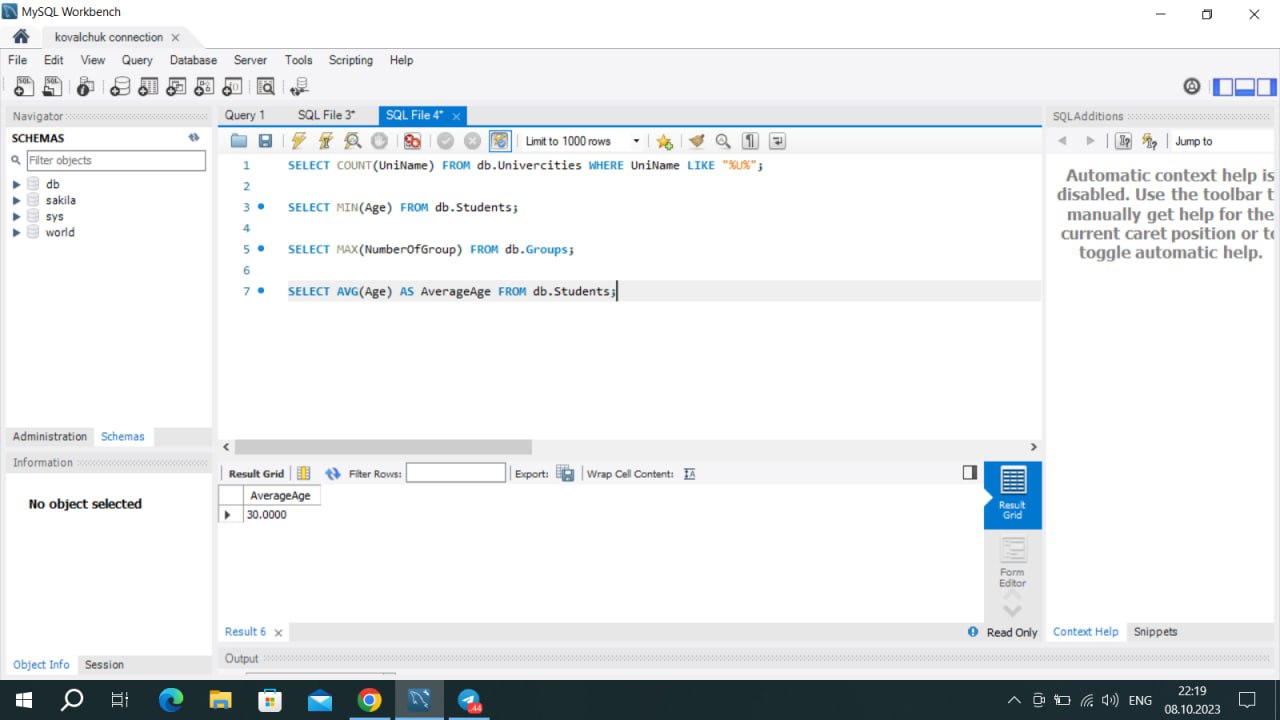 MySQL Workbench
kovalchuk connection
File Edit View Query Database Server Tools Scripting Help
Navigator
SCHEMAS
Filter objects
db
sakila
sys
world
Administration Schemas
Information
No object selected
Object Info Session
Query 1 SQL File 3* SQL File 4*
Limit to 1000 rows
1 SELECT COUNT(UniName) FROM db.Univercities WHERE UniName LIKE "%U%";
2
3 SELECT MIN(Age) FROM db.Students;
4
5 SELECT MAX(NumberOfGroup) FROM db.Groups;
6
7 SELECT AVG(Age) AS AverageAge FROM db.Students;
Result Grid Filter Rows: Export: Wrap Cell Content:
AverageAge
30.0000
Result
Grid
Form
Editor
Result 6
Read Only
Output
SQLAdditions
Jump to
Automatic context help is
disabled. Use the toolbar t
manually get help for the
current caret position or to
toggle automatic help.
Context Help Snippets
44
ENG
22:19
08.10.2023